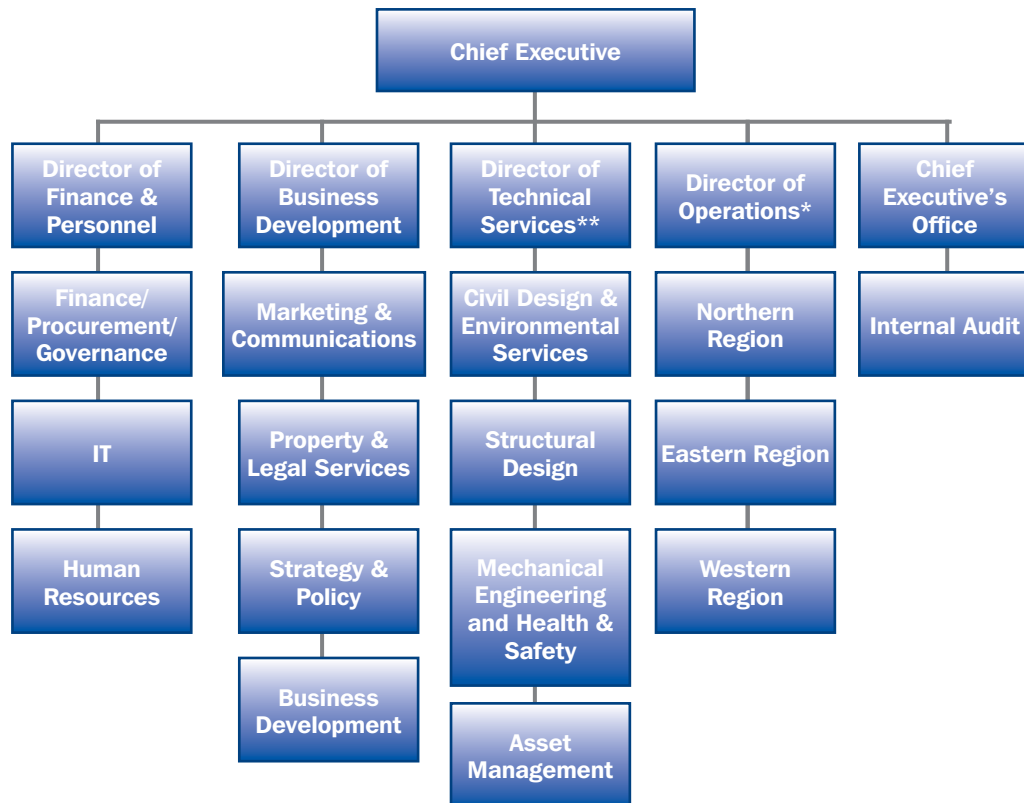 Chief Executive
Director of
Finance &
Personnel
Director of
Business
Development
Director of
Technical
Services**
Director of
Operations*
Chief
Executive's
Office
Finance/
Procurement/
Governance
Marketing &
Communications
Civil Design &
Environmental
Services
Northern
Region
Internal Audit
IT
Property &
Legal Services
Structural
Design
Eastern Region
Human
Resources
Strategy &
Policy
Mechanical
Engineering
and Health &
Safety
Western
Region
Business
Development
Asset
Management